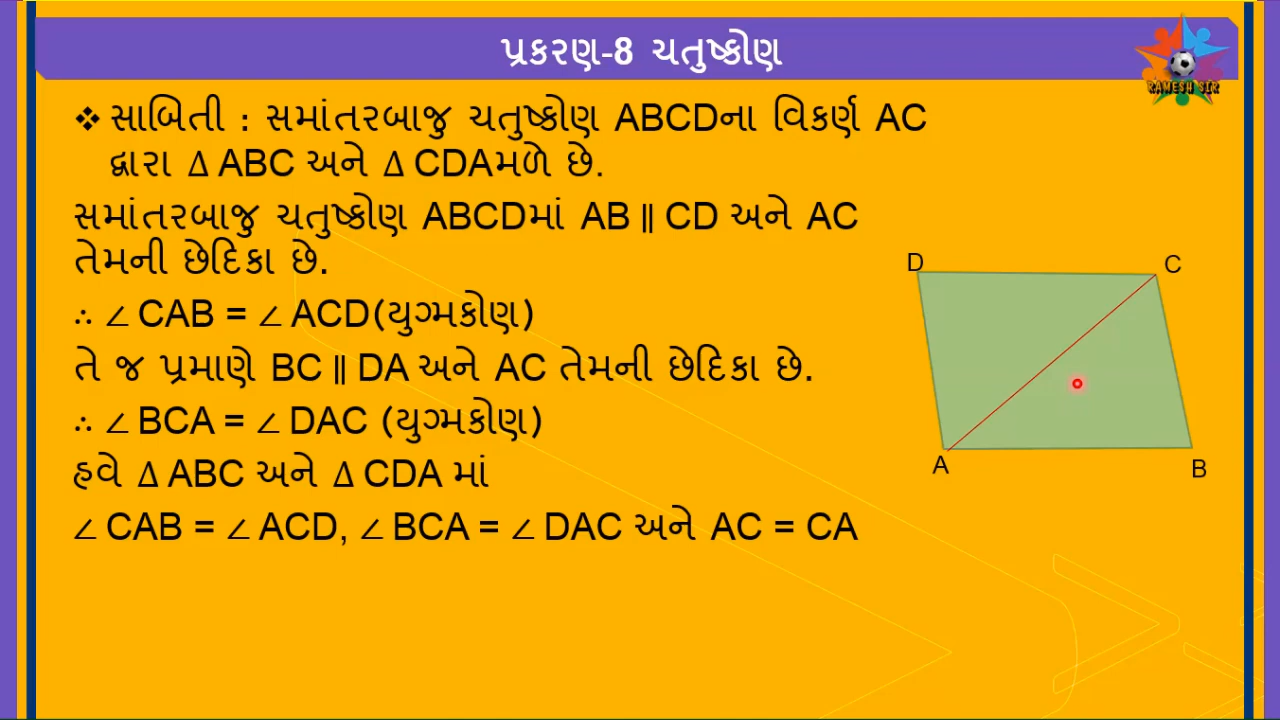 પ્રકરણ-8 ચતુષ્કોણ
RAMESH SIR
❖ સાબિતી : સમાંતરબાજુ ચતુષ્કોણ ABCDના વિકર્ણ AC
દ્વારા Δ ABC અને Δ CDAમળે છે.
સમાંતરબાજુ ચતુષ્કોણ ABCDમાં AB || CD અને AC
તેમની છેદિકા છે.
∴ ∠ CAB = ∠ ACD(યુગ્મકોણ)
તે જ પ્રમાણે BC || DA અને AC તેમની છેદિકા છે.
∴ ∠ BCA = ∠ DAC (યુગ્મકોણ)
હવે Δ ABC અને Δ CDA માં
∠ CAB = ∠ ACD, ∠ BCA = ∠ DAC અને AC = CA
D C
A B